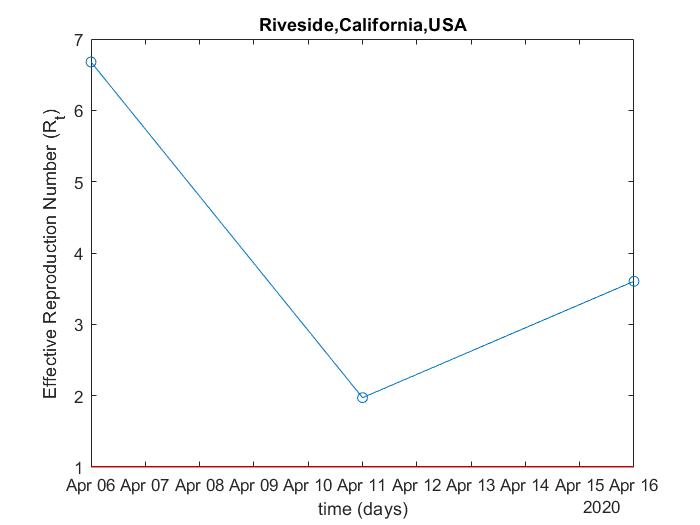 Riveside,California,USA
7
6
5
4
3
2
1
Effective Reproduction Number (Rt)
Apr 06 Apr 07 Apr 08 Apr 09 Apr 10 Apr 11 Apr 12 Apr 13 Apr 14 Apr 15 Apr 16
time (days)
2020